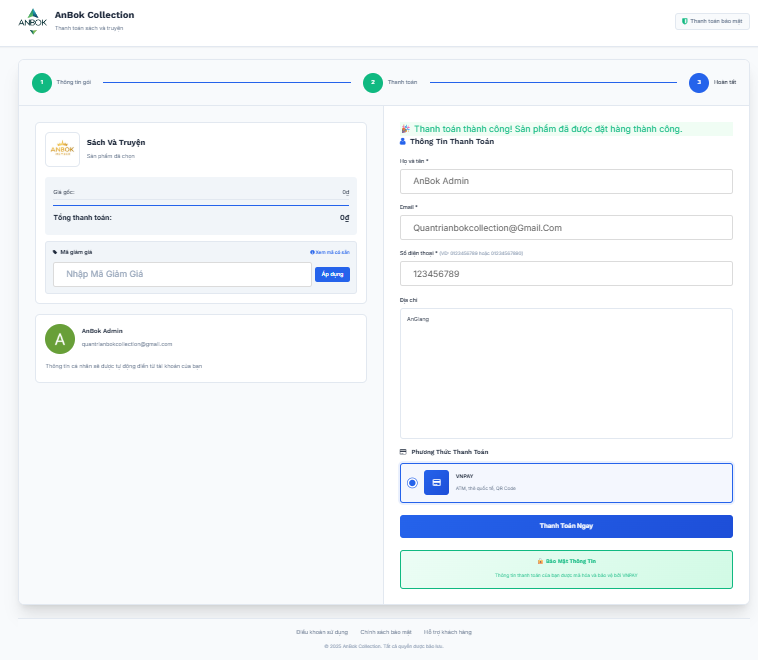 ANBOK
AnBok Collection
Thanh toán sách và truyện
Thanh toán bảo mật
1 Thông tin gói
2 Thanh toán
3 Hoàn tất
ANBOK
Sách Và Truyện
Sản phẩm đã chọn
Giá gốc: 0₫
Tổng thanh toán: 0₫
Mã giảm giá
Xem mã có sẵn
Nhập Mã Giảm Giá
Áp dụng
A
AnBok Admin
quantrianbokcollection@gmail.com
Thông tin cá nhân sẽ được tự động điền từ tài khoản của bạn
🎉 Thanh toán thành công! Sản phẩm đã được đặt hàng thành công.
Thông Tin Thanh Toán
Họ và tên *
AnBok Admin
Email *
Quantrianbokcollection@Gmail.Com
Số điện thoại * (VD: 0123456789 hoặc 0123567890)
123456789
Địa chỉ
AnGiang
Phương Thức Thanh Toán
VNPAY
ATM, thẻ quốc tế, QR Code
Thanh Toán Ngay
🔒 Bảo Mật Thông Tin
Thông tin thanh toán của bạn được mã hóa và bảo vệ bởi VNPAY
Điều khoản sử dụng
Chính sách bảo mật
Hỗ trợ khách hàng
© 2025 AnBok Collection. Tất cả quyền được bảo lưu.